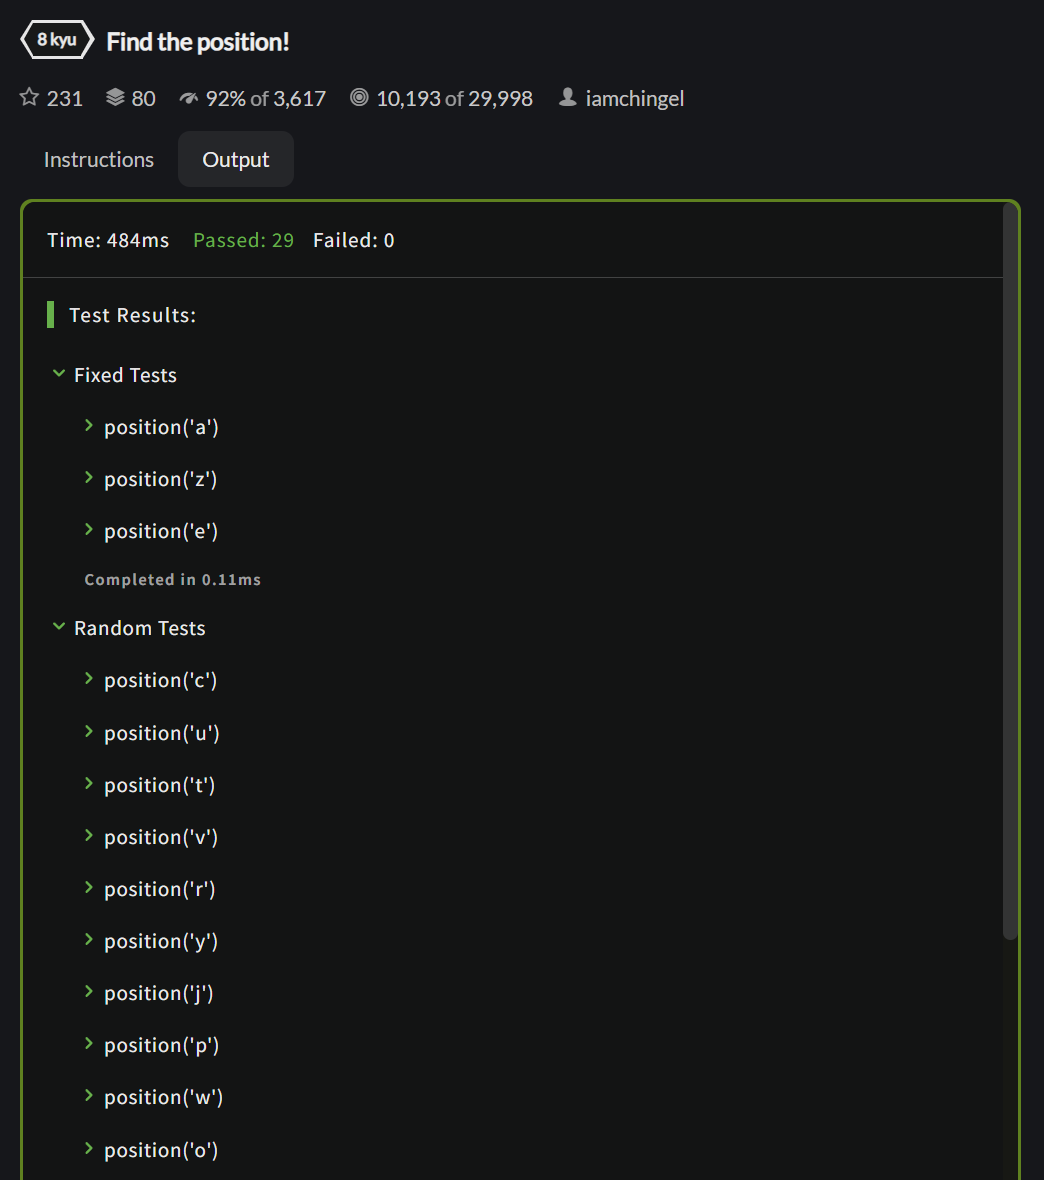 8 kyu Find the position!
231 80 92% of 3,617 10,193 of 29,998 iamchingel
Instructions Output
Time: 484ms Passed: 29 Failed: 0
Test Results:
Fixed Tests
position('a')
position('z')
position('e')
Completed in 0.11ms
Random Tests
position('c')
position('u')
position('t')
position('v')
position('r')
position('y')
position('j')
position('p')
position('w')
position('o')